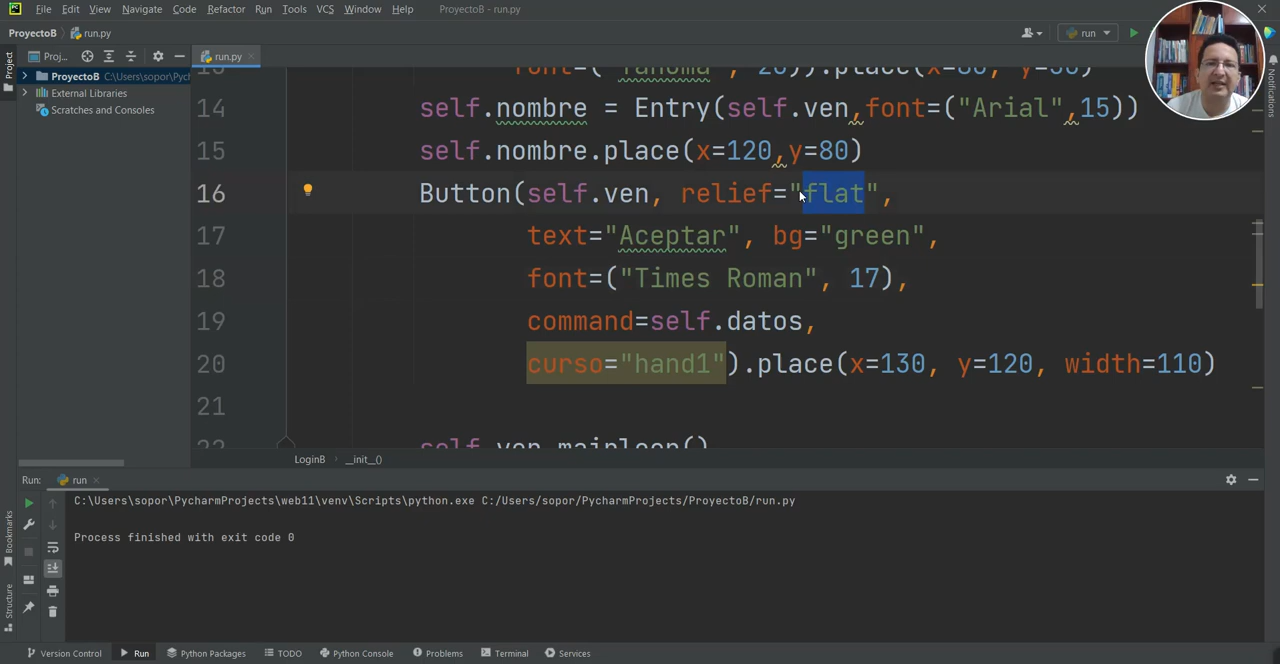 File Edit View Navigate Code Refactor Run Tools VCS Window Help ProyectoB - run.py
ProyectoB run.py
run
Proj... run.py
Project
Notifications
ProyectoB C:\Users\sopor\Pych
External Libraries
Scratches and Consoles
14 self.nombre = Entry(self.ven,font=("Arial",15))
15 self.nombre.place(x=120,y=80)
16 Button(self.ven, relief="flat",
17 text="Aceptar", bg="green",
18 font=("Times Roman", 17),
19 command=self.datos,
20 curso="hand1").place(x=130, y=120, width=110)
21
LoginB __init__()
Run: run
C:\Users\sopor\PycharmProjects\web11\venv\Scripts\python.exe C:/Users/sopor/PycharmProjects/ProyectoB/run.py
Process finished with exit code 0
Bookmarks
Structure
Version Control Run Python Packages TODO Python Console Problems Terminal Services